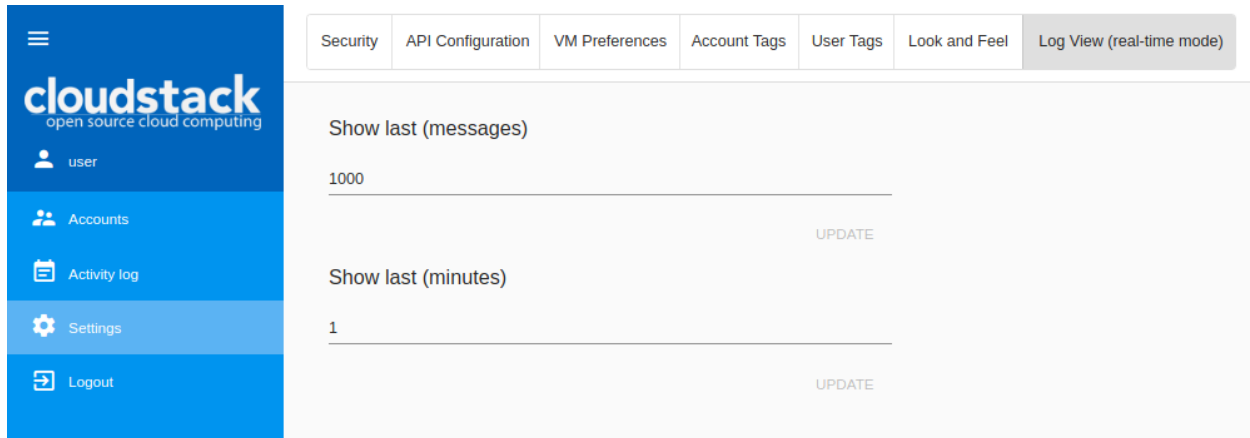 Security API Configuration VM Preferences Account Tags User Tags Look and Feel Log View (real-time mode)
cloudstack
open source cloud computing
user
Accounts
Activity log
Settings
Logout
Show last (messages)
1000
UPDATE
Show last (minutes)
1
UPDATE